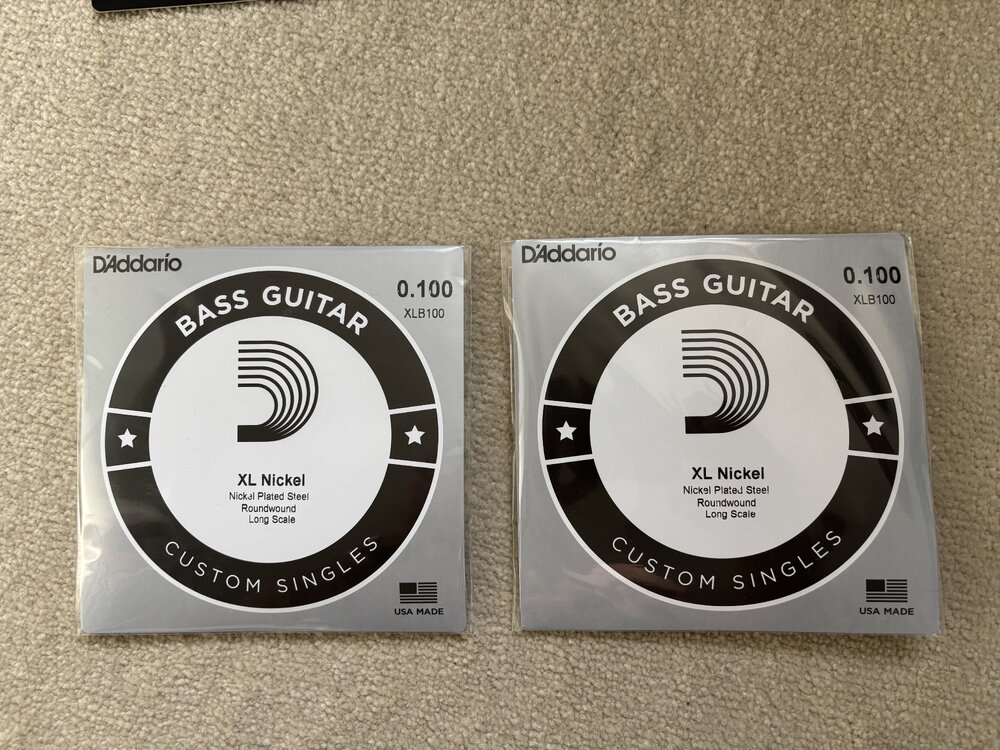 D'Addario
0.100
XLB100
BASS GUITAR
XL Nickel
Nickel Plated Steel
Roundwound
Long Scale
CUSTOM SINGLES
USA MADE
D'Addario
0.100
XLB100
BASS GUITAR
XL Nickel
Nickel Plated Steel
Roundwound
Long Scale
CUSTOM SINGLES
USA MADE